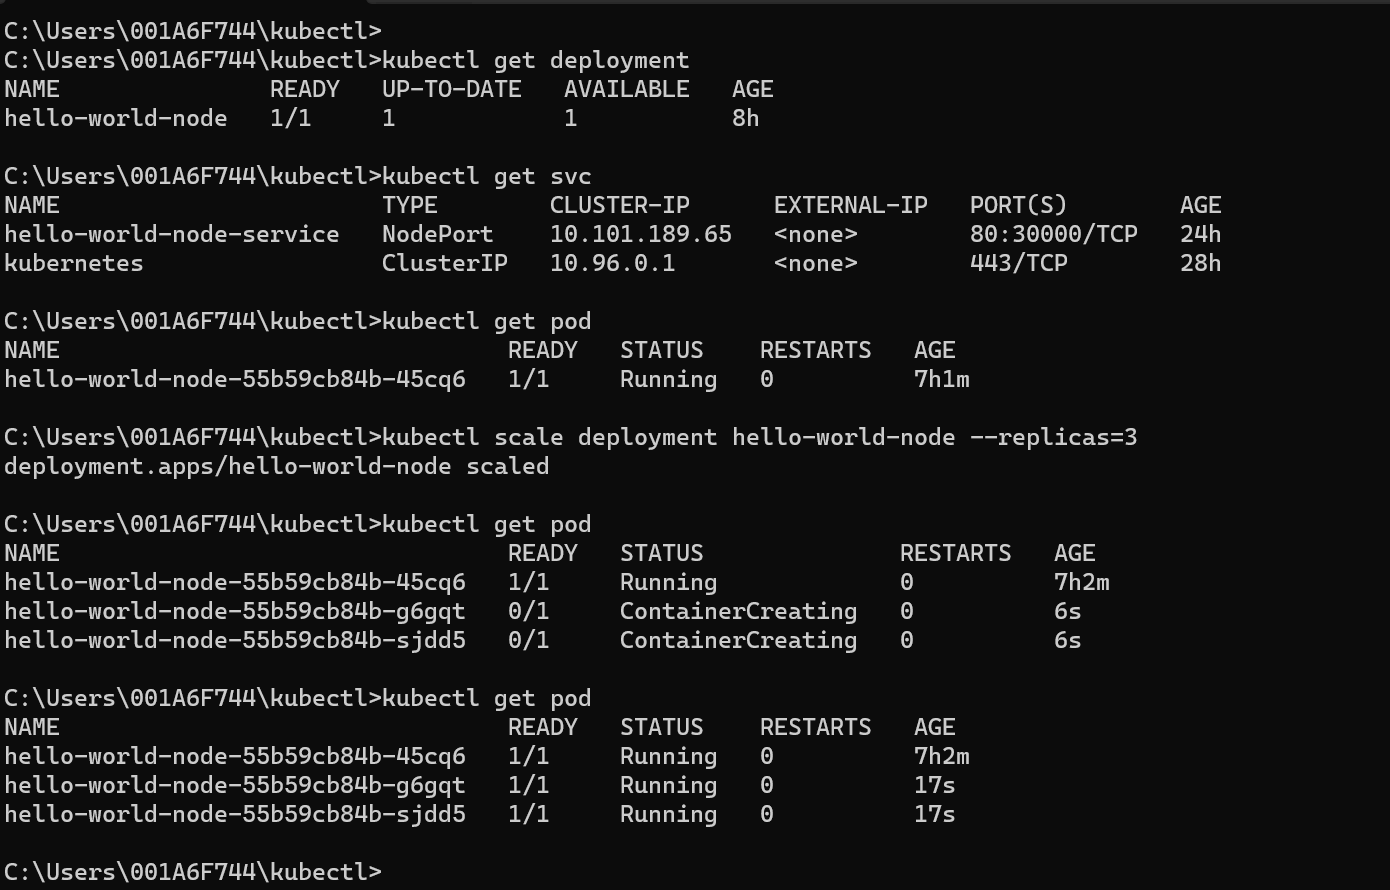 C:\Users\001A6F744\kubectl>
C:\Users\001A6F744\kubectl>kubectl get deployment
NAME               READY   UP-TO-DATE   AVAILABLE   AGE
hello-world-node   1/1     1            1           8h

C:\Users\001A6F744\kubectl>kubectl get svc
NAME                       TYPE        CLUSTER-IP      EXTERNAL-IP   PORT(S)        AGE
hello-world-node-service   NodePort    10.101.189.65   <none>        80:30000/TCP   24h
kubernetes                 ClusterIP   10.96.0.1       <none>        443/TCP        28h

C:\Users\001A6F744\kubectl>kubectl get pod
NAME                                READY   STATUS    RESTARTS   AGE
hello-world-node-55b59cb84b-45cq6   1/1     Running   0          7h1m

C:\Users\001A6F744\kubectl>kubectl scale deployment hello-world-node --replicas=3
deployment.apps/hello-world-node scaled

C:\Users\001A6F744\kubectl>kubectl get pod
NAME                                READY   STATUS              RESTARTS   AGE
hello-world-node-55b59cb84b-45cq6   1/1     Running             0          7h2m
hello-world-node-55b59cb84b-g6gqt   0/1     ContainerCreating   0          6s
hello-world-node-55b59cb84b-sjdd5   0/1     ContainerCreating   0          6s

C:\Users\001A6F744\kubectl>kubectl get pod
NAME                                READY   STATUS    RESTARTS   AGE
hello-world-node-55b59cb84b-45cq6   1/1     Running   0          7h2m
hello-world-node-55b59cb84b-g6gqt   1/1     Running   0          17s
hello-world-node-55b59cb84b-sjdd5   1/1     Running   0          17s

C:\Users\001A6F744\kubectl>